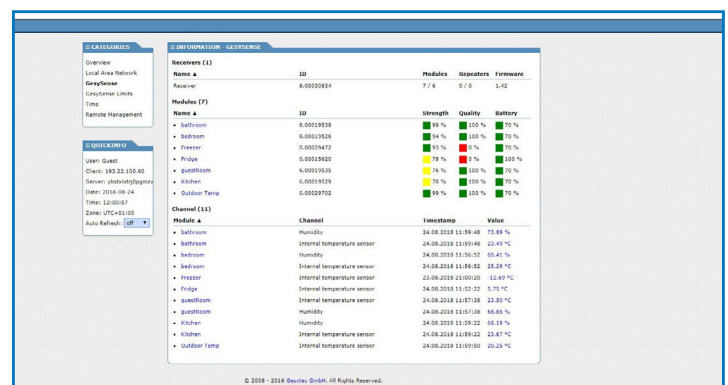 CATEGORIES
Overview
Local Area Network
GesySense
GesySense Limits
Time
Remote Management
QUICKINFO
User: Guest
Client: 193.22.100.60
Date: 2018-08-24
Time: 12:00:57
Zone: UTC+01:00
Auto Refresh: off
INFORMATION - GESYSENSE
Receivers (1)
Name ▲ ID Modules Repeaters Firmware
Receiver 8.00030834 7 / 6 0 / 0 1.42
Modules (7)
Name ▲ ID Strength Quality Battery
• bathroom 6.00019538 99 % 100 % 70 %
• bedroom 6.00019526 94 % 100 % 70 %
• Freezer 0.00029472 93 % 0 % 70 %
• Fridge 0.00015620 78 % 0 % 100 %
• guestRoom 6.00019535 76 % 100 % 70 %
• Kitchen 6.00019529 78 % 100 % 70 %
• Outdoor Temp 0.00029702 99 % 100 % 70 %
Channel (11)
Module ▲ Channel Timestamp Value
• bathroom Humidity 24.08.2018 11:59:48 73.89 %
• bathroom Internal temperature sensor 24.08.2018 11:59:48 23.49 °C
• bedroom Humidity 24.08.2018 11:56:52 60.41 %
• bedroom Internal temperature sensor 24.08.2018 11:56:52 25.29 °C
• Freezer Internal temperature sensor 23.08.2018 21:00:20 -12.69 °C
• Fridge Internal temperature sensor 24.08.2018 11:52:22 5.75 °C
• guestRoom Internal temperature sensor 24.08.2018 11:57:38 23.50 °C
• guestRoom Humidity 24.08.2018 11:57:38 68.85 %
• Kitchen Humidity 24.08.2018 11:59:22 68.19 %
• Kitchen Internal temperature sensor 24.08.2018 11:59:22 23.67 °C
• Outdoor Temp Internal temperature sensor 24.08.2018 11:59:50 20.25 °C
© 2008 - 2016 Gesytec GmbH. All Rights Reserved.